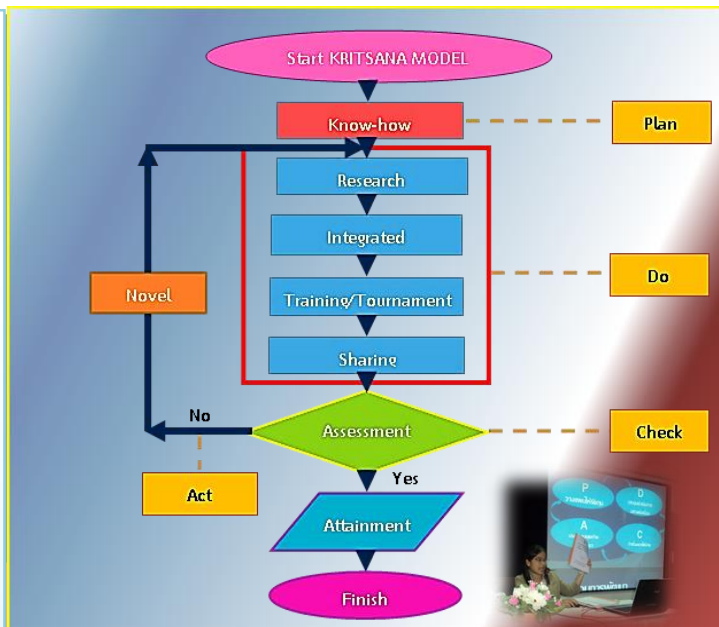 Start KRITSANA MODEL
Know-how
Plan
Research
Integrated
Novel
Do
Training/Tournament
Sharing
No
Assessment
Check
Act
Yes
Attainment
Finish
P
D
A
C